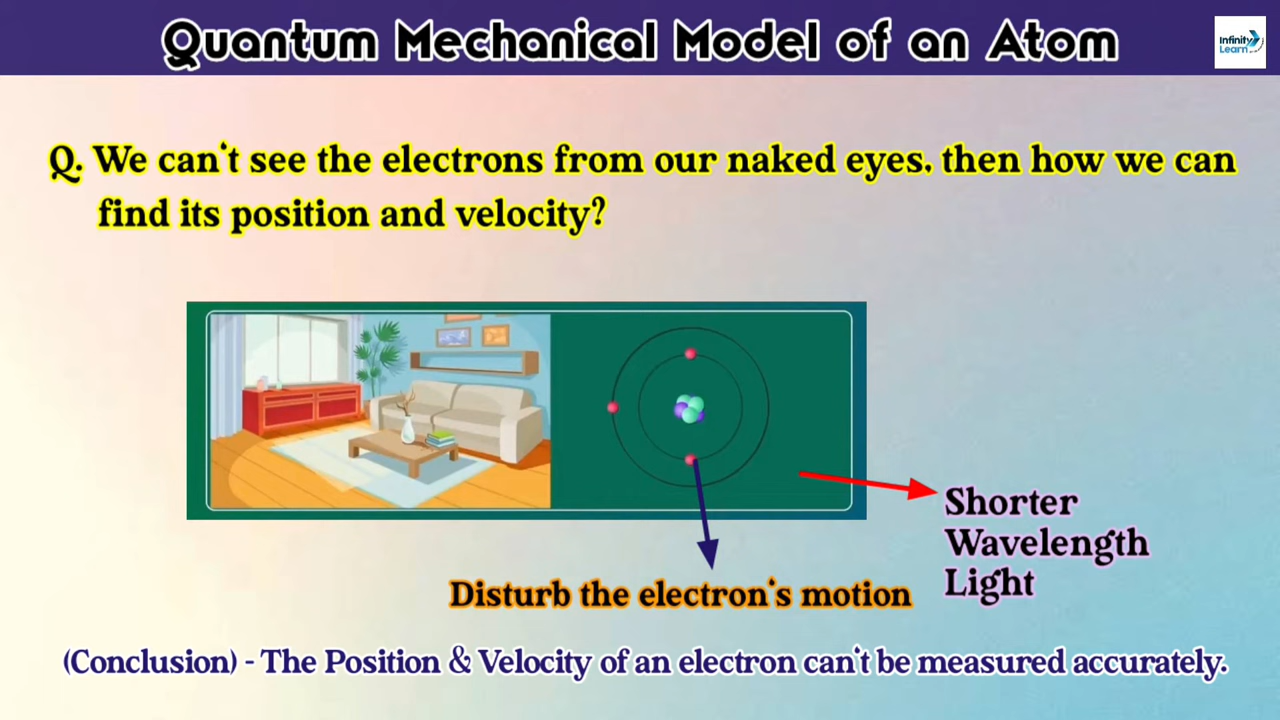 Quantum Mechanical Model of an Atom
Infinity
Learn
Q. We can't see the electrons from our naked eyes, then how we can
find its position and velocity?
Shorter
Wavelength
Light
Disturb the electron's motion
(Conclusion) - The Position & Velocity of an electron can't be measured accurately.